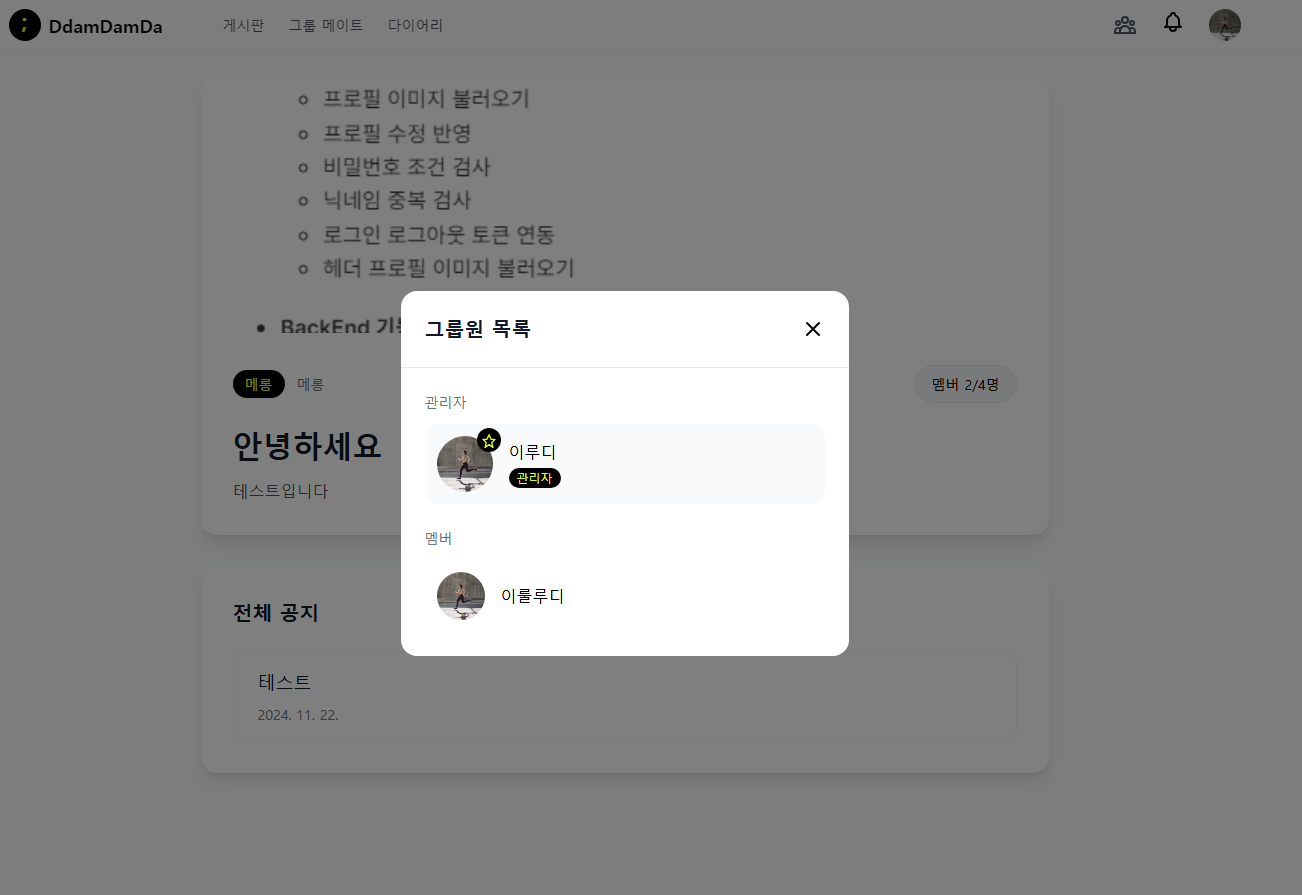 DdamDamDa
게시판
그룹 메이트
다이어리
프로필 이미지 불러오기
프로필 수정 반영
비밀번호 조건 검사
닉네임 중복 검사
로그인 로그아웃 토큰 연동
헤더 프로필 이미지 불러오기
BackEnd
그룹원 목록
관리자
이루디
관리자
멤버
이룰루디
메롱
메롱
멤버 2/4명
안녕하세요
테스트입니다
전체 공지
테스트
2024. 11. 22.